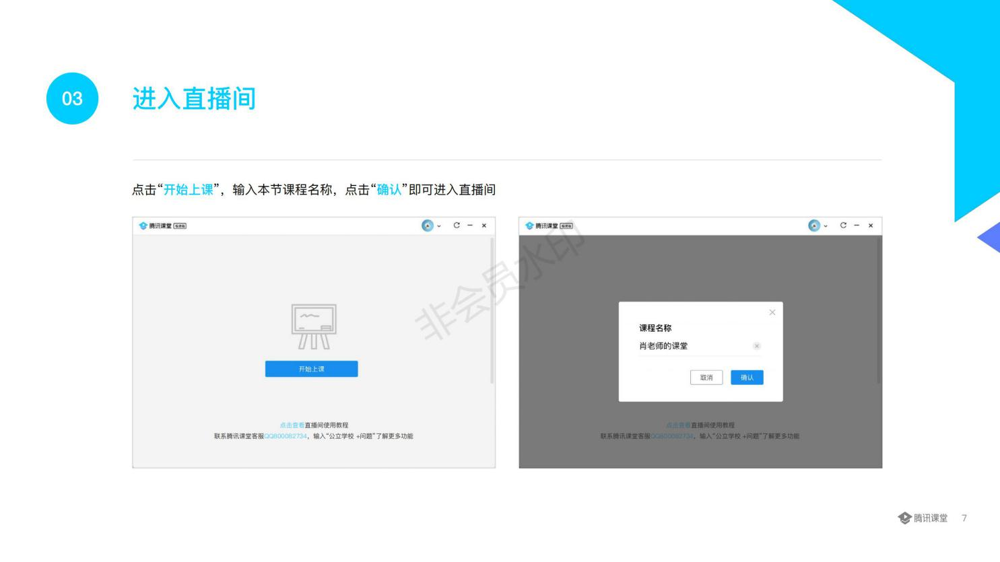 03
进入直播间
点击“开始上课”，输入本节课程名称，点击“确认”即可进入直播间
腾讯课堂 极速版
开始上课
点击查看直播间使用教程
联系腾讯课堂客服QQ800082734，输入“公立学校 +问题”了解更多功能
腾讯课堂 极速版
课程名称
肖老师的课堂
取消
确认
点击查看直播间使用教程
联系腾讯课堂客服QQ800082734，输入“公立学校 +问题”了解更多功能
非会员水印
腾讯课堂
7